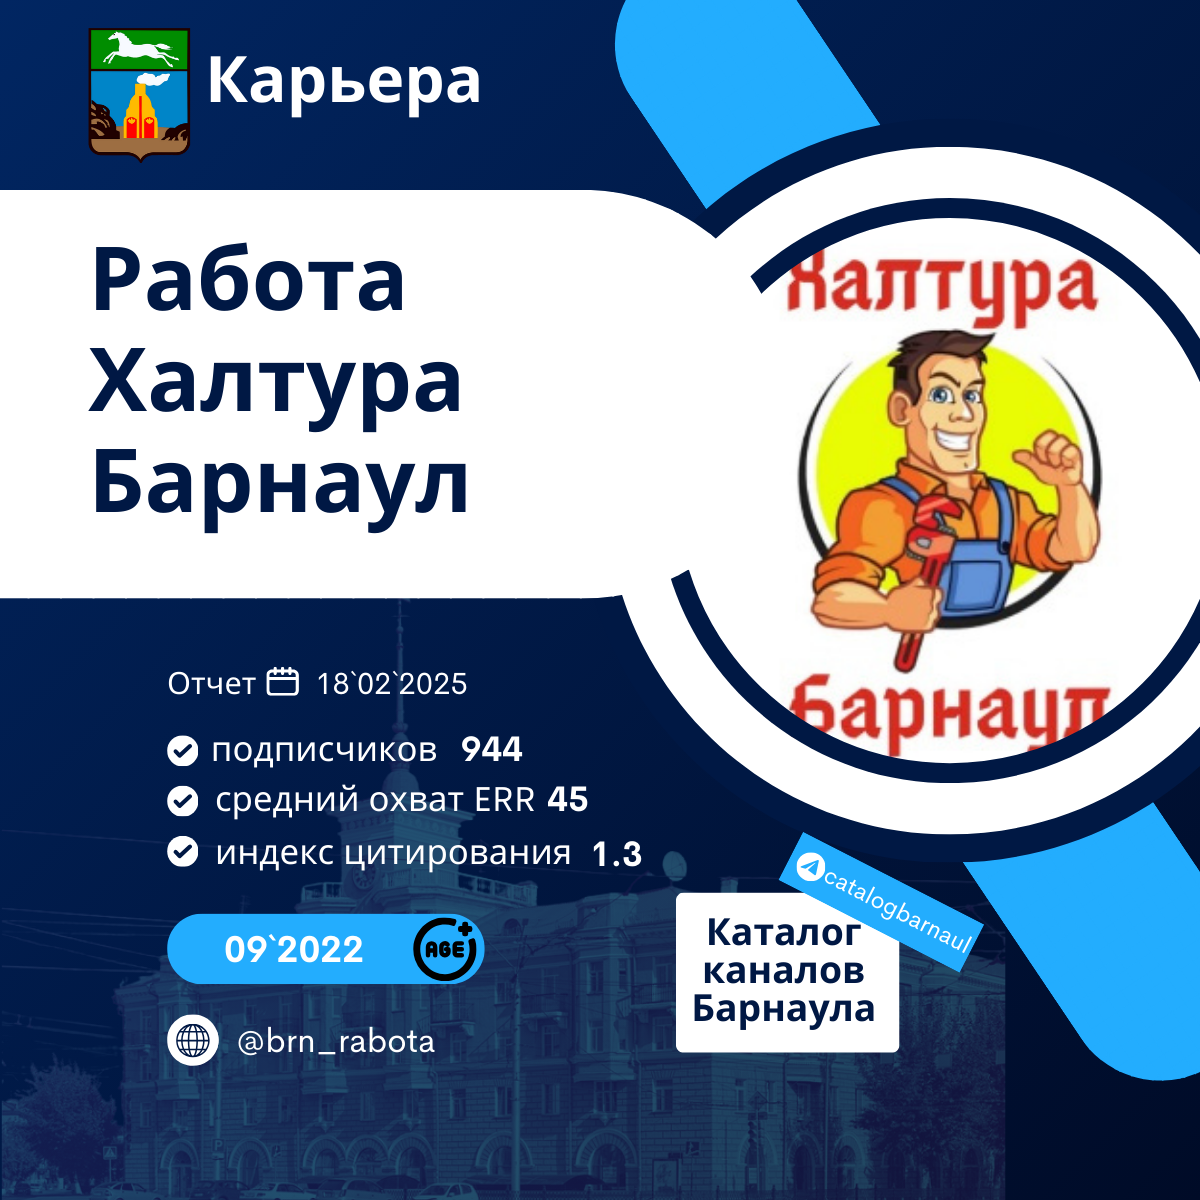 Карьера
Работа
Халтура
Барнаул
Халтура
Барнаул
Отчет 18`02`2025
подписчиков 944
средний охват ERR 45
индекс цитирования 1.3
09`2022
AGE+
@brn_rabota
catalogbarnaul
Каталог
каналов
Барнаула